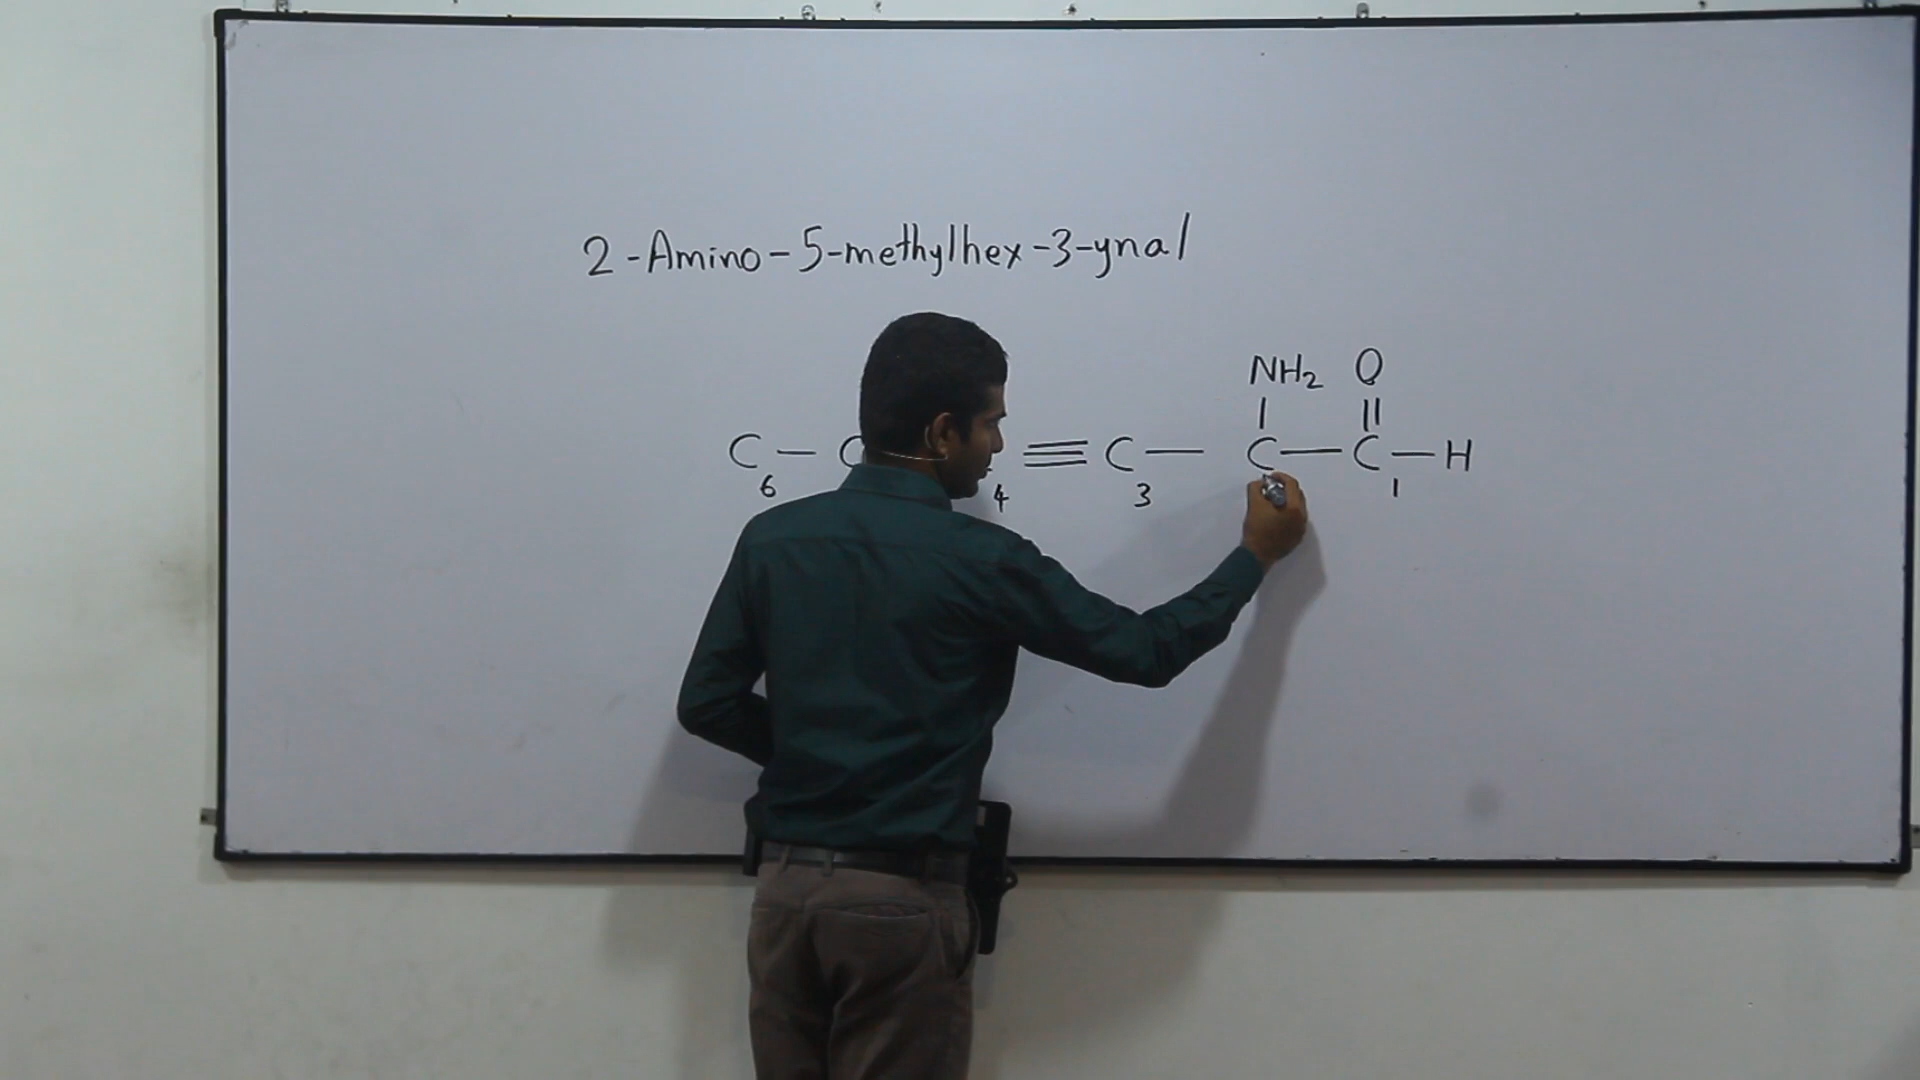 2-Amino-5-methylhex-3-ynal
NH2 O
C - C ≡ C - C - C - H
6 4 3 1